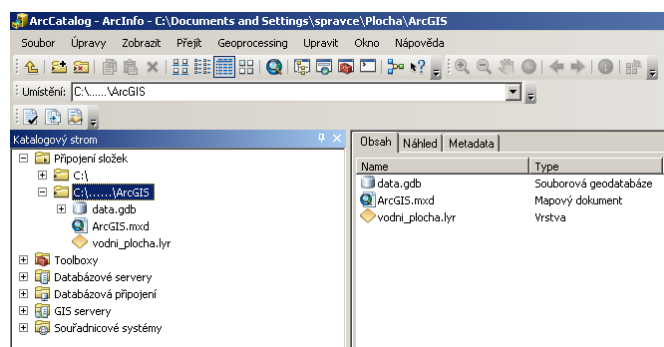 ArcCatalog - ArcInfo - C:\Documents and Settings\spravce\Plocha\ArcGIS
Soubor Úpravy Zobrazit Přejít Geoprocessing Upravit Okno Nápověda
Umístění: C:\......\ArcGIS
Katalogový strom
Připojení složek
C:\
C:\......\ArcGIS
data.gdb
ArcGIS.mxd
vodni_plocha.lyr
Toolboxy
Databázové servery
Databázová připojení
GIS servery
Souřadnicové systémy
Obsah Náhled Metadata
Name Type
data.gdb Souborová geodatabáze
ArcGIS.mxd Mapový dokument
vodni_plocha.lyr Vrstva